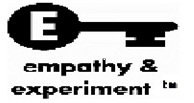 E
empathy &
experiment ™